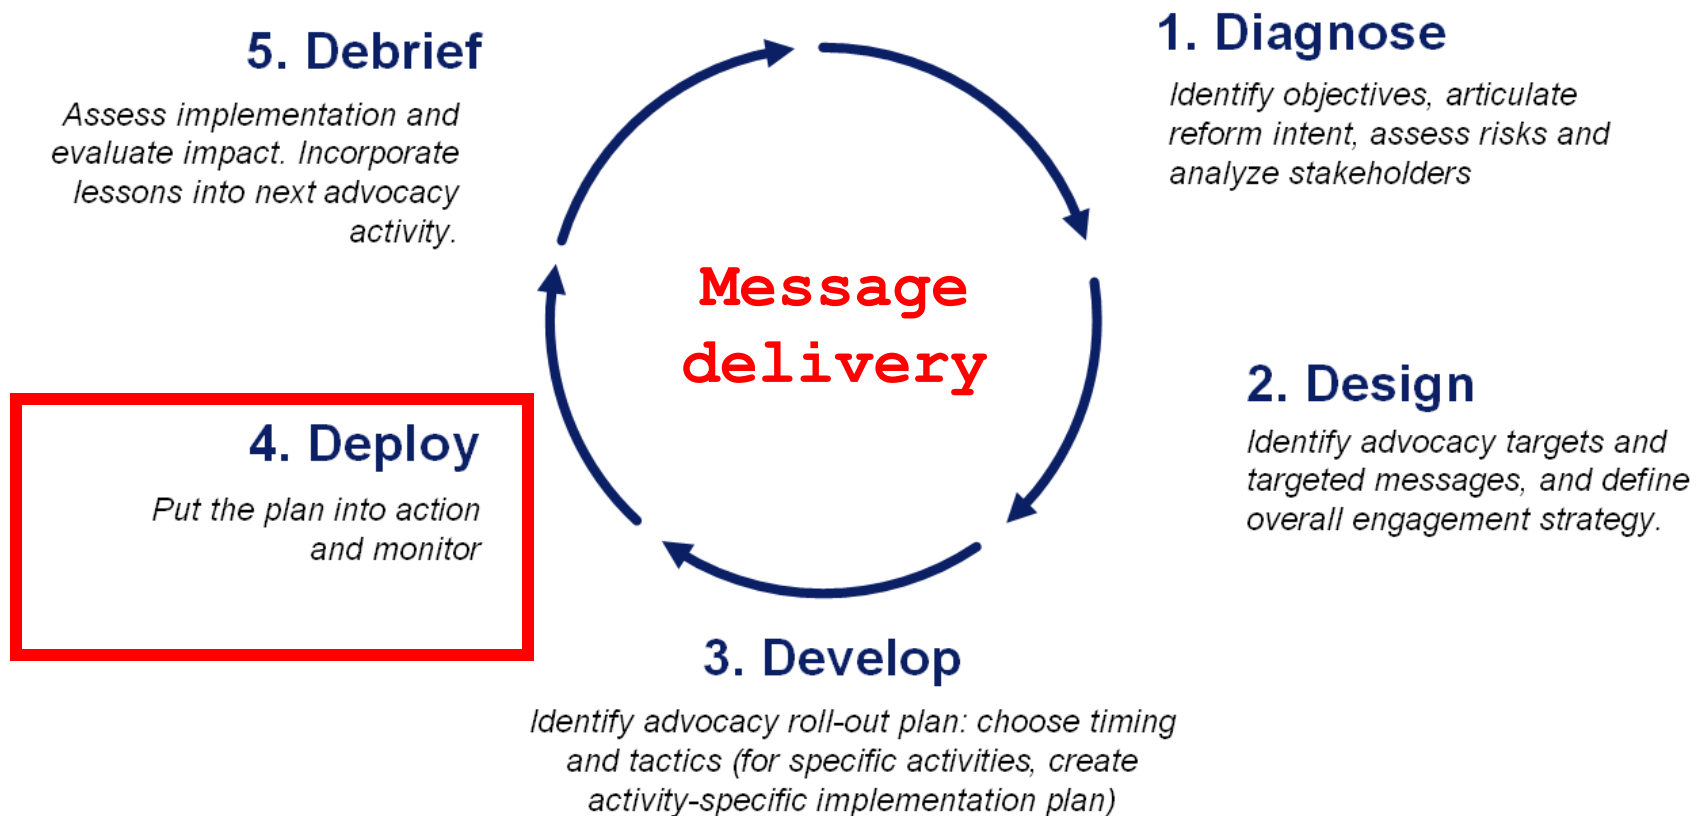 1. Diagnose
Identify objectives, articulate
reform intent, assess risks and
analyze stakeholders
2. Design
Identify advocacy targets and
targeted messages, and define
overall engagement strategy.
3. Develop
Identify advocacy roll-out plan: choose timing
and tactics (for specific activities, create
activity-specific implementation plan)
4. Deploy
Put the plan into action
and monitor
5. Debrief
Assess implementation and
evaluate impact. Incorporate
lessons into next advocacy
activity.
Message
delivery